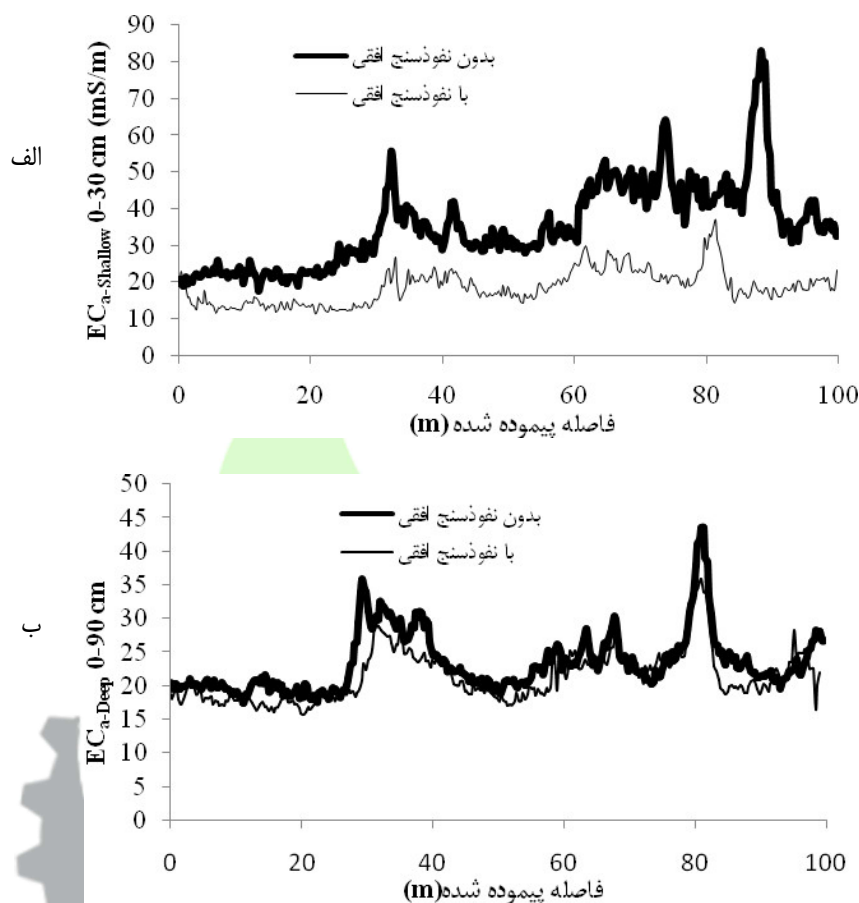 90
80
70
60
50
40
30
20
10
0
ECa-Shallow 0-30 cm (mS/m)
الف
بدون نفوذسنج افقی
با نفوذسنج افقی
0 20 40 60 80 100
فاصله پیموده شده (m)
50
45
40
35
30
25
20
15
10
5
0
ECa-Deep 0-90 cm
ب
بدون نفوذسنج افقی
با نفوذسنج افقی
0 20 40 60 80 100
فاصله پیموده شده (m)